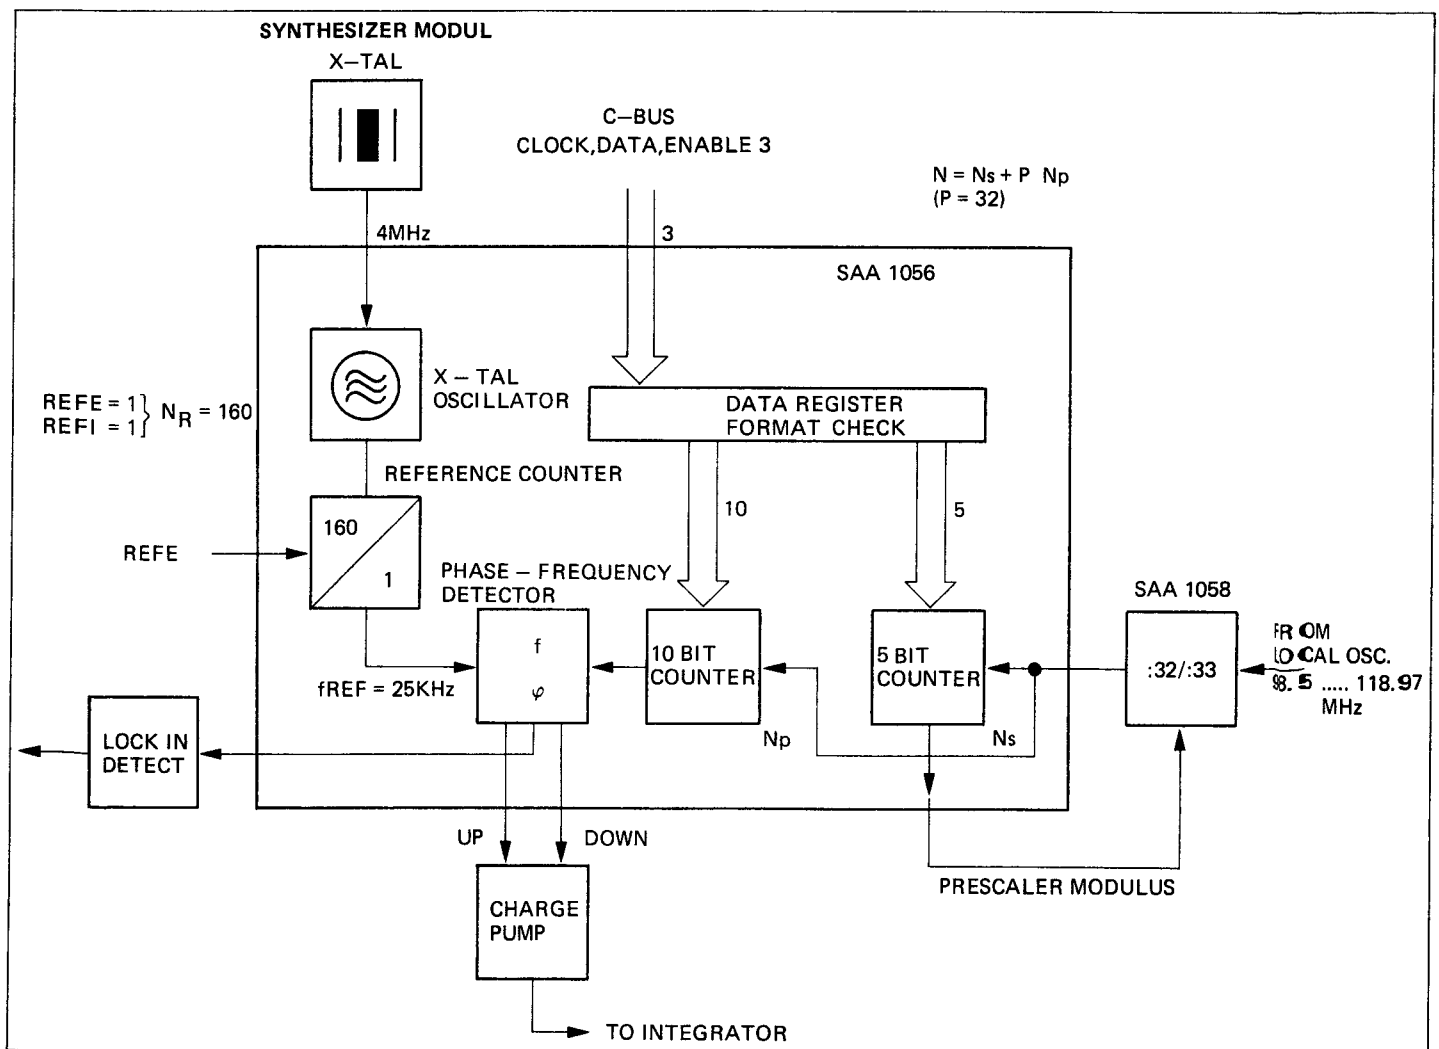 SYNTHESIZER MODUL
X–TAL
C–BUS
CLOCK,DATA,ENABLE 3
N = Ns + P Np
(P = 32)
4MHz
3
SAA 1056
X – TAL
OSCILLATOR
REFE = 1
REFI = 1
} NR = 160
DATA REGISTER
FORMAT CHECK
REFERENCE COUNTER
160
1
10
5
REFE
PHASE – FREQUENCY
DETECTOR
SAA 1058
f
φ
10 BIT
COUNTER
5 BIT
COUNTER
:32/:33
FROM
LOCAL OSC.
98.5 ..... 118.97
MHz
fREF = 25KHz
Np
Ns
LOCK IN
DETECT
UP
DOWN
PRESCALER MODULUS
CHARGE
PUMP
TO INTEGRATOR